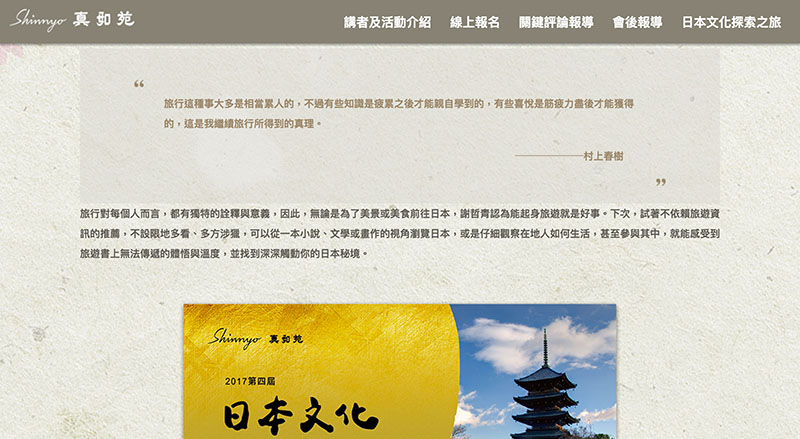 Shinnyo 真如苑
講者及活動介紹 線上報名 關鍵評論報導 會後報導 日本文化探索之旅
“
旅行這種事大多是相當累人的，不過有些知識是疲累之後才能親自學到的，有些喜悅是筋疲力盡後才能獲得
的，這是我繼續旅行所得到的真理。
——————村上春樹
”
旅行對每個人而言，都有獨特的詮釋與意義，因此，無論是為了美景或美食前往日本，謝哲青認為能起身旅遊就是好事。下次，試著不依賴旅遊資
訊的推薦，不設限地多看、多方涉獵，可以從一本小說、文學或畫作的視角瀏覽日本，或是仔細觀察在地人如何生活，甚至參與其中，就能感受到
旅遊書上無法傳遞的體悟與溫度，並找到深深觸動你的日本秘境。
Shinnyo 真如苑
2017第四屆
日本文化